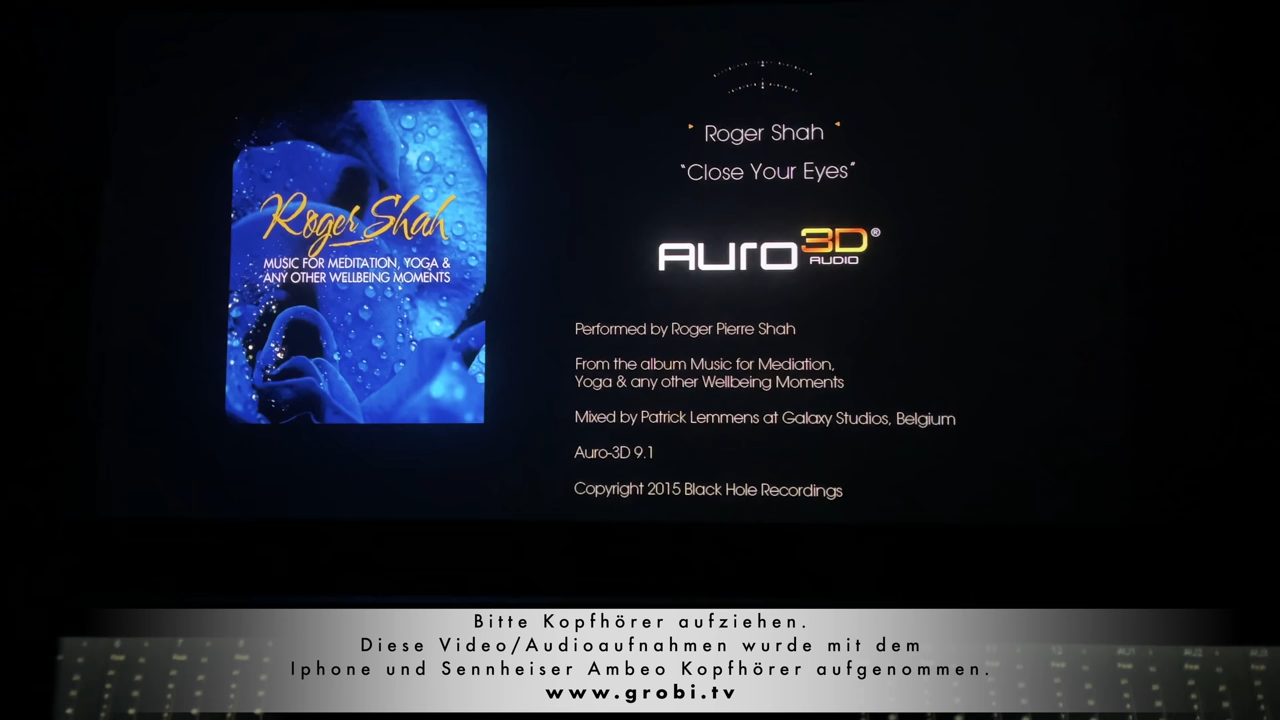 Roger Shah
MUSIC FOR MEDITATION, YOGA &
ANY OTHER WELLBEING MOMENTS
Roger Shah
"Close Your Eyes"
AURO 3D®
AUDIO
Performed by Roger Pierre Shah
From the album Music for Mediation,
Yoga & any other Wellbeing Moments
Mixed by Patrick Lemmens at Galaxy Studios, Belgium
Auro-3D 9.1
Copyright 2015 Black Hole Recordings
Bitte Kopfhörer aufziehen.
Diese Video/Audioaufnahmen wurde mit dem
Iphone und Sennheiser Ambeo Kopfhörer aufgenommen.
www.grobi.tv